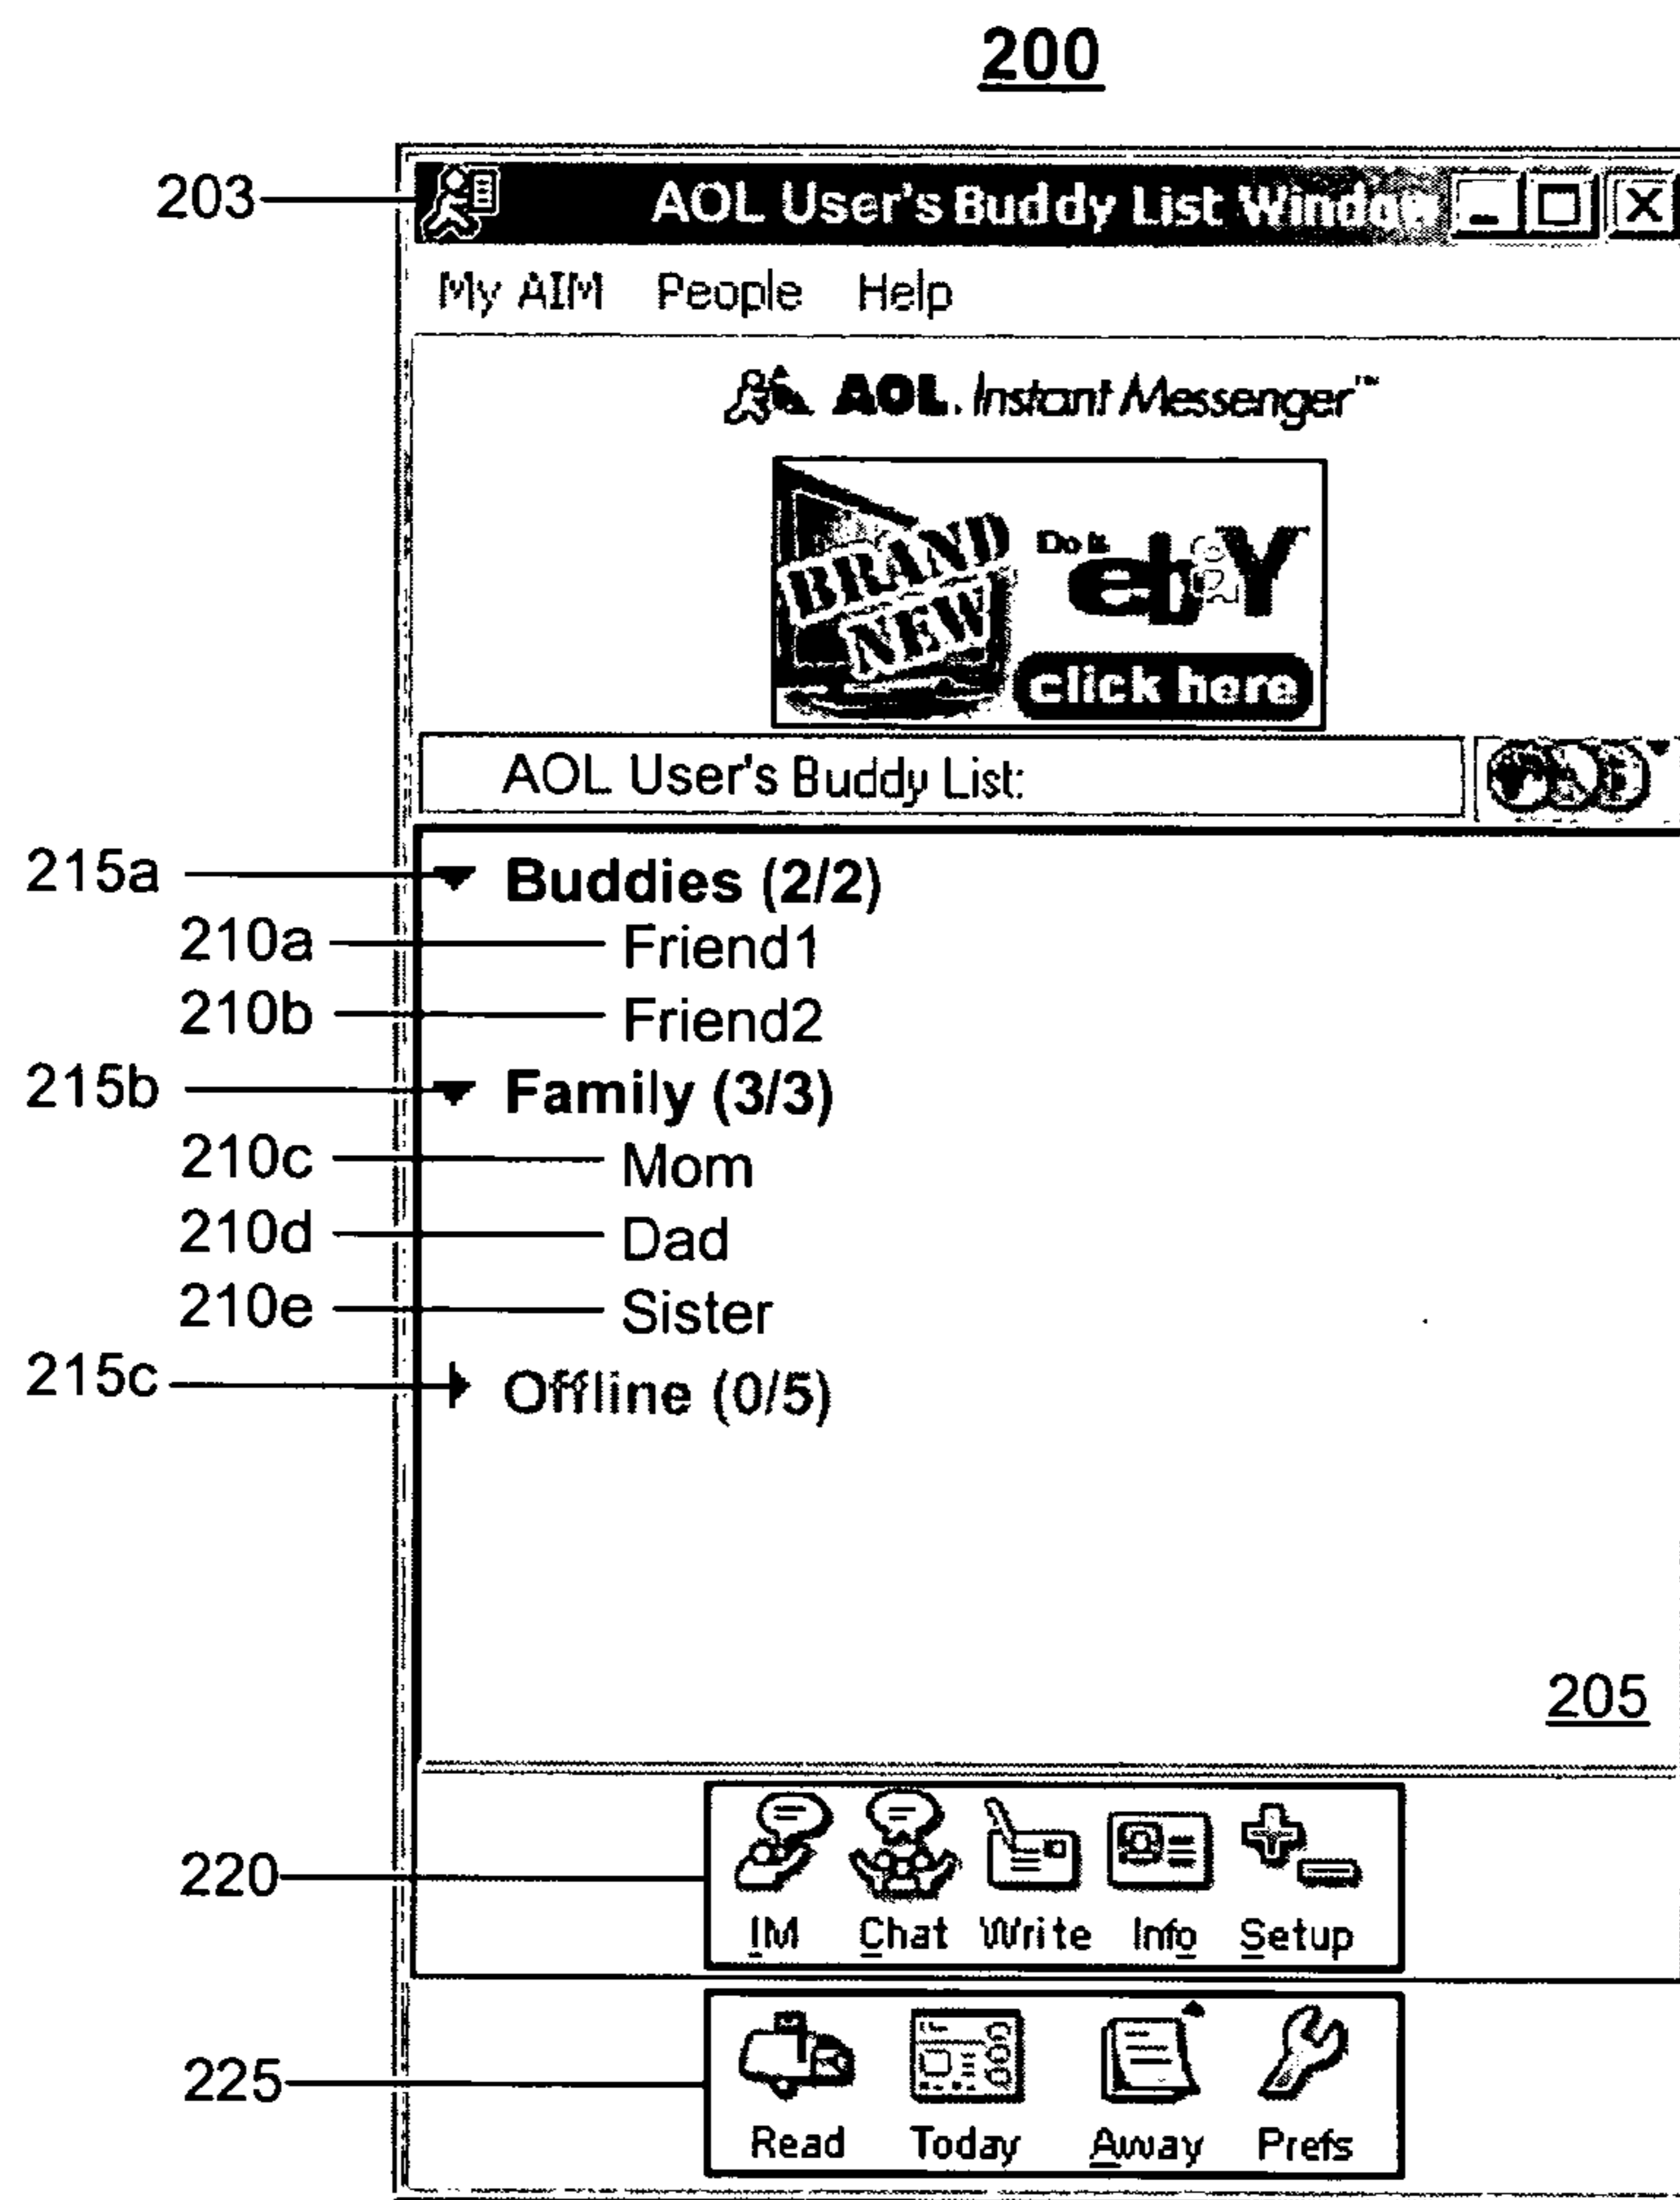 200
203 AOL User's Buddy List Window
My AIM People Help
AOL. Instant Messenger™
BRAND NEW
Do it ebaY
click here
AOL User's Buddy List:
215a Buddies (2/2)
210a Friend1
210b Friend2
215b Family (3/3)
210c Mom
210d Dad
210e Sister
215c Offline (0/5)
205
220
IM Chat Write Info Setup
225
Read Today Away Prefs